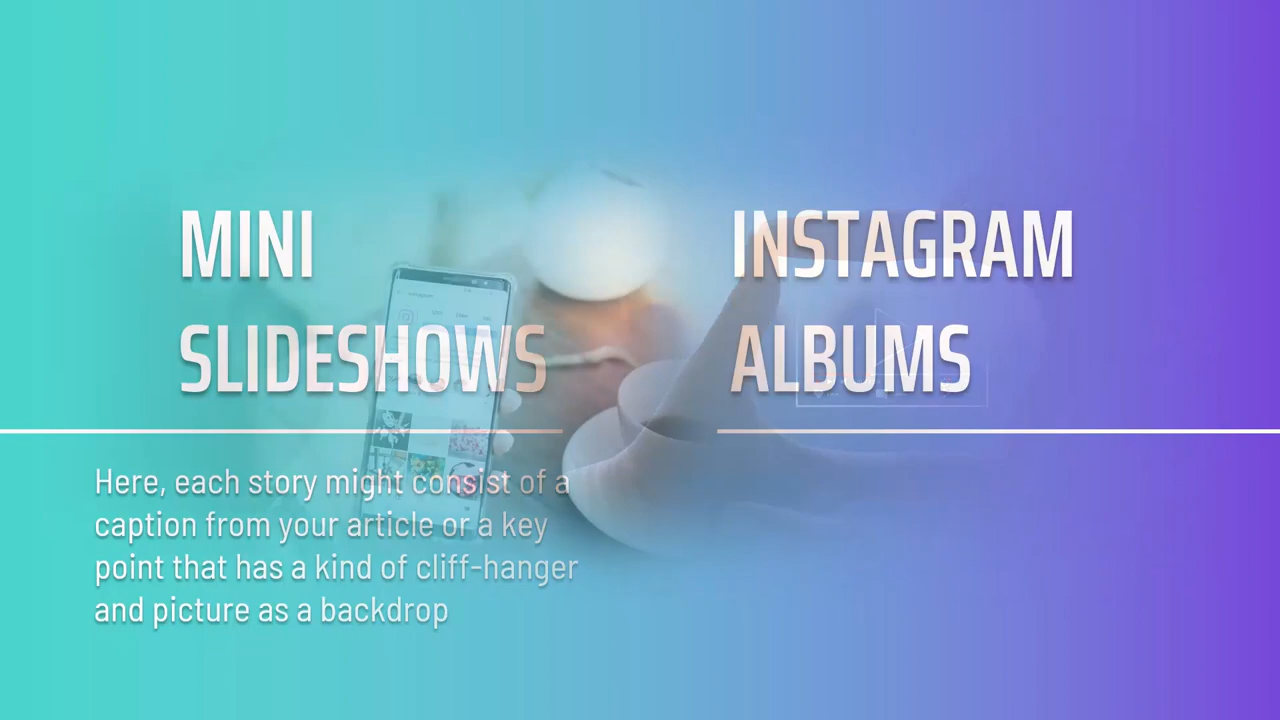 MINI
SLIDESHOWS
Here, each story might consist of a
caption from your article or a key
point that has a kind of cliff-hanger
and picture as a backdrop
INSTAGRAM
ALBUMS